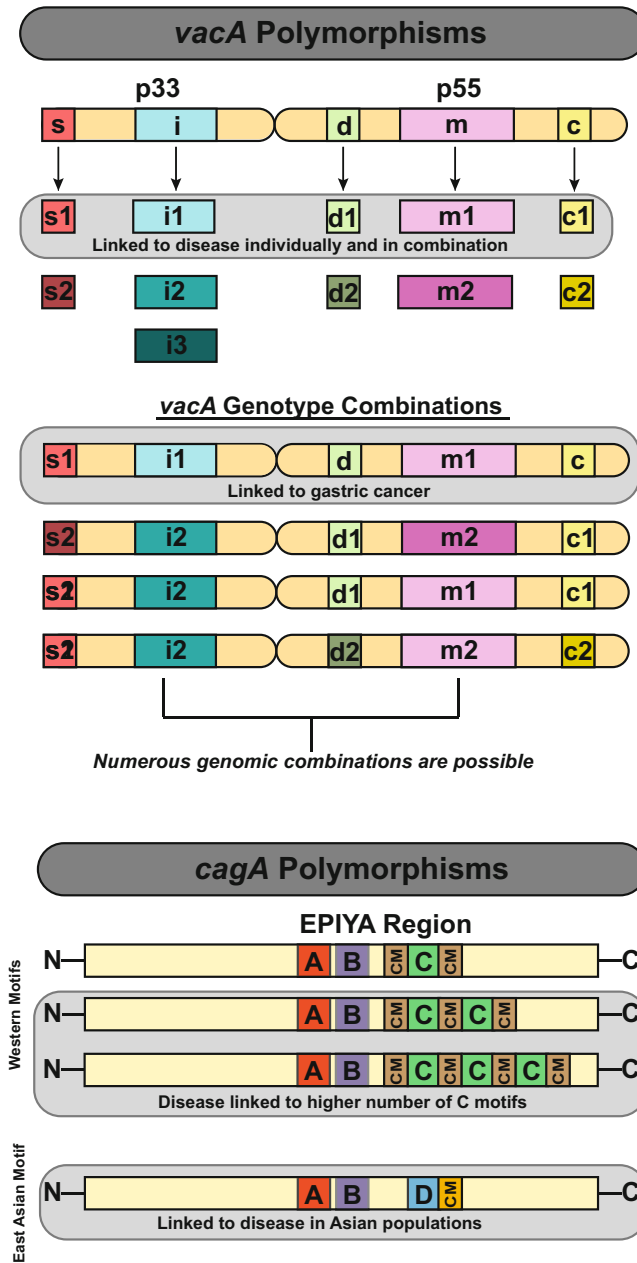 vacA Polymorphisms
p33 p55
s i d m c
s1 i1 d1 m1 c1
Linked to disease individually and in combination
s2 i2 d2 m2 c2
i3
vacA Genotype Combinations
s1 i1 d m1 c
Linked to gastric cancer
s2 i2 d1 m2 c1
i2 d1 m1 c1
i2 d2 m2 c2
Numerous genomic combinations are possible
cagA Polymorphisms
EPIYA Region
Western Motifs
N A B CM C CM C
N A B CM C CM C CM C
N A B CM C CM C CM C CM C
Disease linked to higher number of C motifs
East Asian Motif
N A B D CM C
Linked to disease in Asian populations